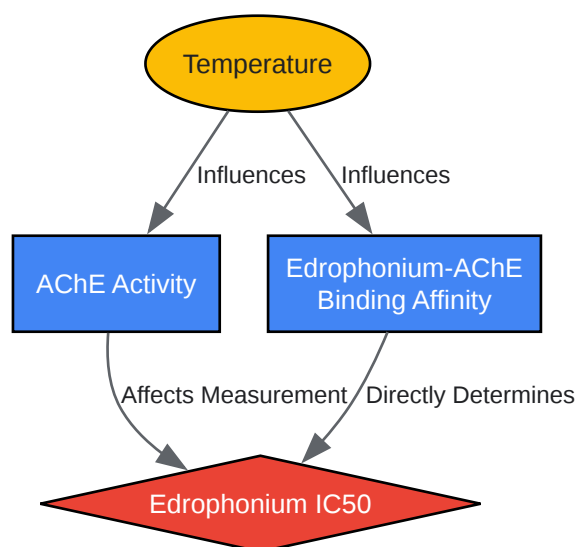 Temperature
Influences
Influences
AChE Activity
Edrophonium-AChE
Binding Affinity
Affects Measurement
Directly Determines
Edrophonium IC50